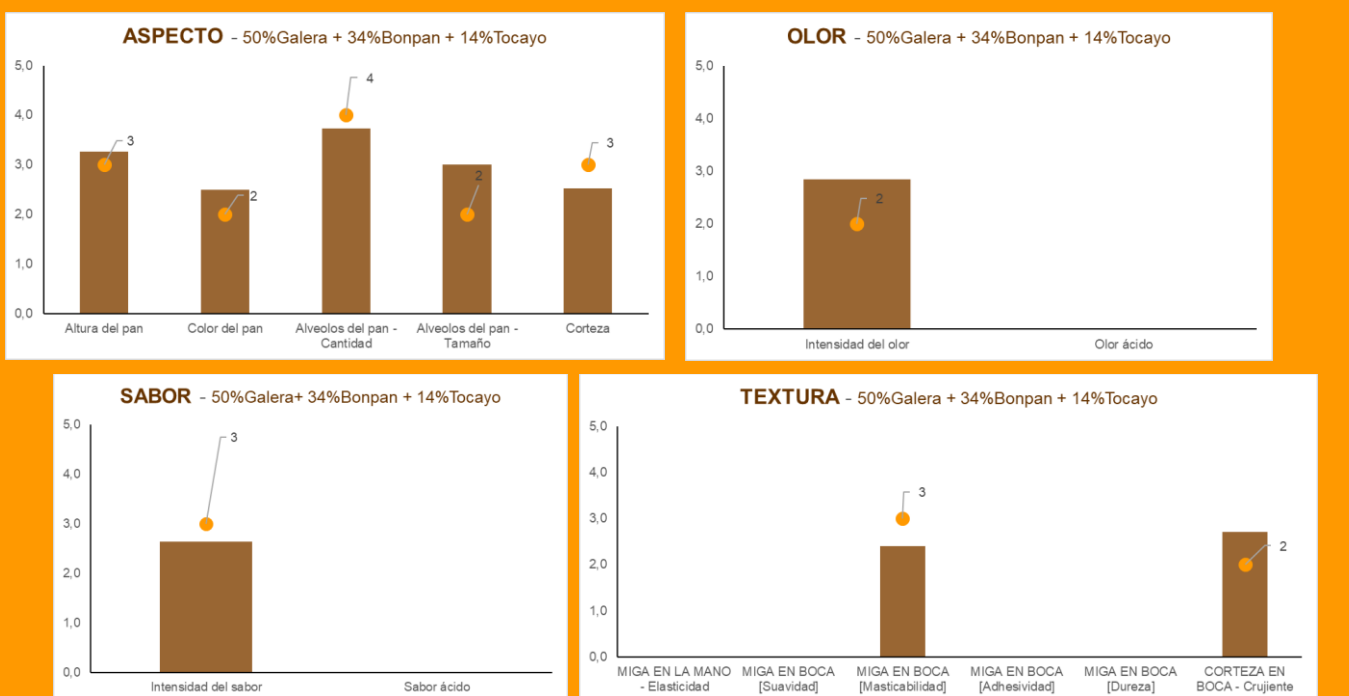 ASPECTO - 50%Galera + 34%Bonpan + 14%Tocayo
5,0
4,0
3,0
2,0
1,0
0,0
3
2
4
2
3
Altura del pan
Color del pan
Alveolos del pan -
Cantidad
Alveolos del pan -
Tamaño
Corteza
OLOR - 50%Galera + 34%Bonpan + 14%Tocayo
5,0
4,0
3,0
2,0
1,0
0,0
2
Intensidad del olor
Olor ácido
SABOR - 50%Galera+ 34%Bonpan + 14%Tocayo
5,0
4,0
3,0
2,0
1,0
0,0
3
Intensidad del sabor
Sabor ácido
TEXTURA - 50%Galera + 34%Bonpan + 14%Tocayo
5,0
4,0
3,0
2,0
1,0
0,0
3
2
MIGA EN LA MANO
- Elasticidad
MIGA EN BOCA
[Suavidad]
MIGA EN BOCA
[Masticabilidad]
MIGA EN BOCA
[Adhesividad]
MIGA EN BOCA
[Dureza]
CORTEZA EN
BOCA - Crujiente